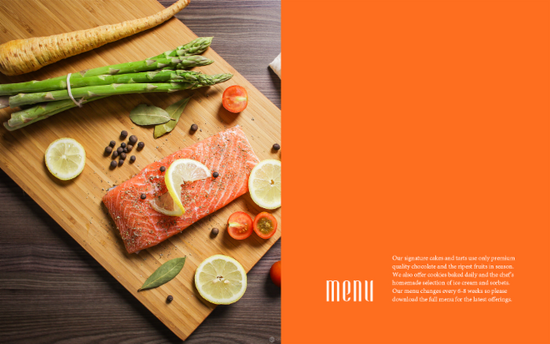 menu
Our signature cakes and tarts use only premium
quality chocolate and the ripest fruits in season.
We also offer cookies baked daily and the chef's
homemade selection of ice cream and sorbets.
Our menu changes every 6-8 weeks so please
download the full menu for the latest offerings.